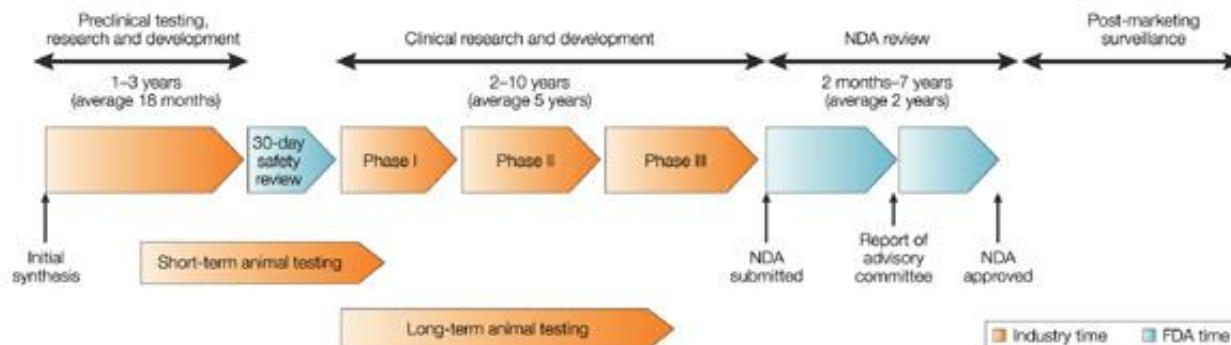 Preclinical testing,
research and development
Clinical research and development
NDA review
Post-marketing
surveillance
1–3 years
(average 18 months)
2–10 years
(average 5 years)
2 months–7 years
(average 2 years)
30-day
safety
review
Phase I
Phase II
Phase III
Initial
synthesis
Short-term animal testing
NDA
submitted
Report of
advisory
committee
NDA
approved
Long-term animal testing
Industry time
FDA time